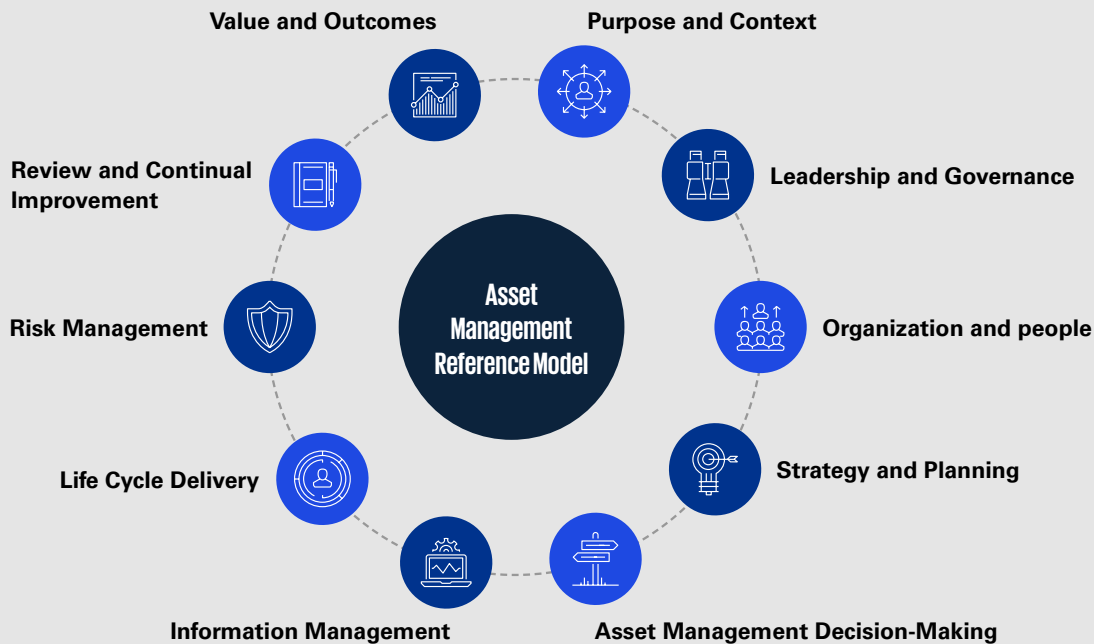 Value and Outcomes
Purpose and Context
Review and Continual
Improvement
Leadership and Governance
Asset
Management
Reference Model
Risk Management
Organization and people
Life Cycle Delivery
Strategy and Planning
Information Management
Asset Management Decision-Making